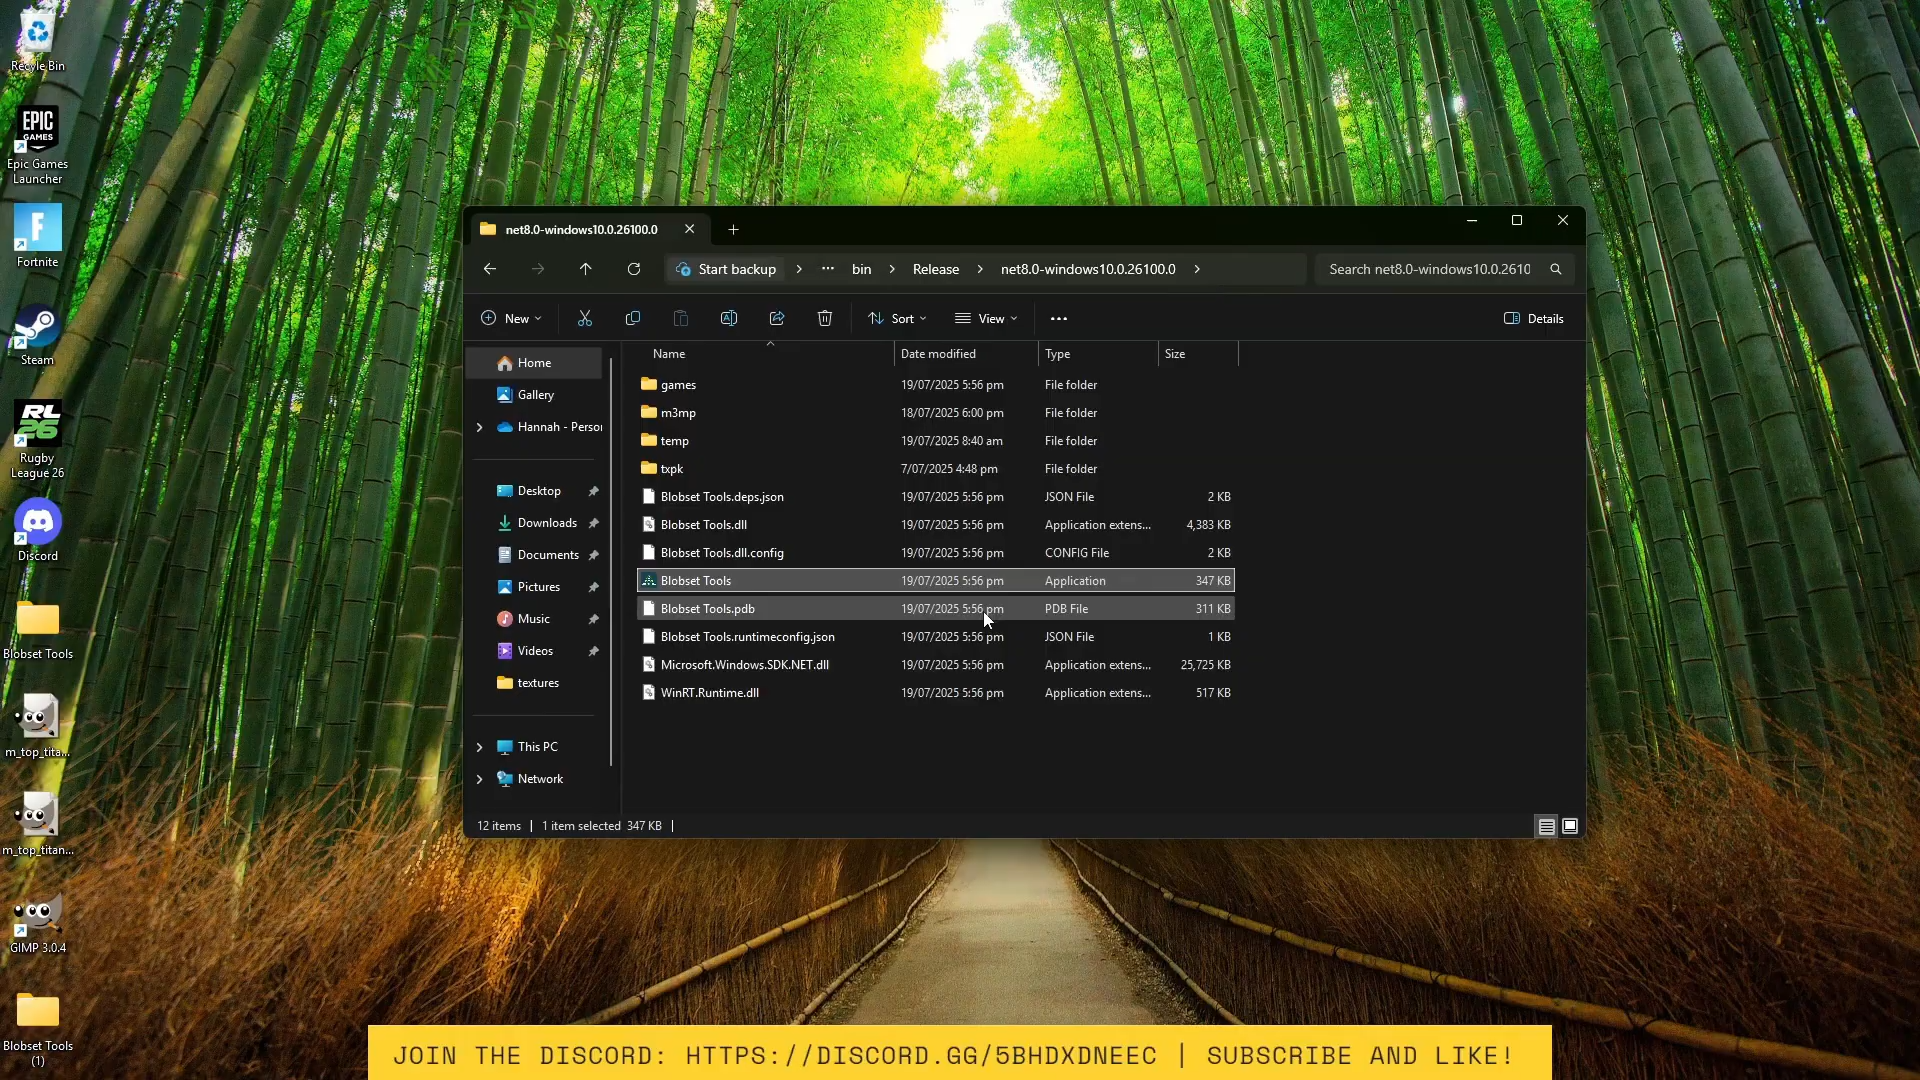 Recycle Bin
EPIC
GAMES
Epic Games
Launcher
Fortnite
Steam
RL
26
Rugby
League 26
Discord
Blobset Tools
m_top_tita...
m_top_titan...
GIMP 3.0.4
Blobset Tools
(1)
net8.0-windows10.0.26100.0
Start backup
bin
Release
net8.0-windows10.0.26100.0
Search net8.0-windows10.0.2610
New
Sort
View
Details
Home
Gallery
Hannah - Person
Desktop
Downloads
Documents
Pictures
Music
Videos
textures
This PC
Network
Name Date modified Type Size
games 19/07/2025 5:56 pm File folder
m3mp 18/07/2025 6:00 pm File folder
temp 19/07/2025 8:40 am File folder
txpk 7/07/2025 4:48 pm File folder
Blobset Tools.deps.json 19/07/2025 5:56 pm JSON File 2 KB
Blobset Tools.dll 19/07/2025 5:56 pm Application extens... 4,383 KB
Blobset Tools.dll.config 19/07/2025 5:56 pm CONFIG File 2 KB
Blobset Tools 19/07/2025 5:56 pm Application 347 KB
Blobset Tools.pdb 19/07/2025 5:56 pm PDB File 311 KB
Blobset Tools.runtimeconfig.json 19/07/2025 5:56 pm JSON File 1 KB
Microsoft.Windows.SDK.NET.dll 19/07/2025 5:56 pm Application extens... 25,725 KB
WinRT.Runtime.dll 19/07/2025 5:56 pm Application extens... 517 KB
12 items 1 item selected 347 KB
JOIN THE DISCORD: HTTPS://DISCORD.GG/5BHDXDNEEC | SUBSCRIBE AND LIKE!